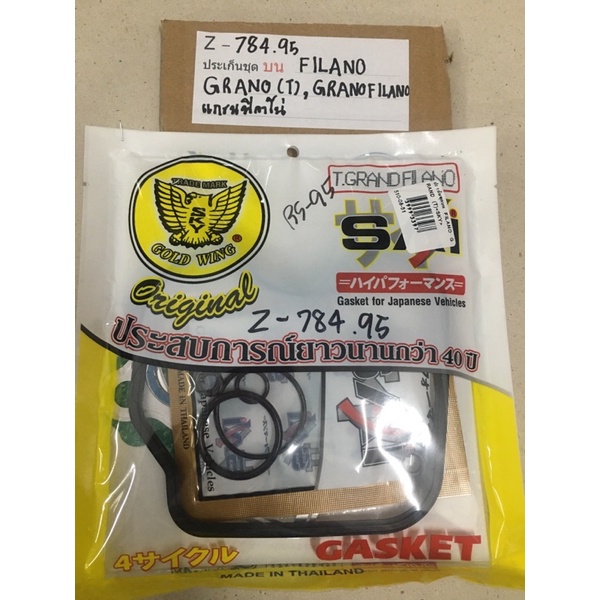 Z - 784.95
ประเก็นชุด บน FILANO
GRANO (T), GRANOFILANO
แกรนฟีลาโน่
TRADE MARK
SKY
GOLD WING
Original
RS-95
T.GRANDFILANO
ハイパフォーマンス
Gasket for Japanese Vehicles
Z-784.95
ประสบการณ์ยาวนานกว่า 40 ปี
MADE IN THAILAND
4サイクル
GASKET
MADE IN THAILAND